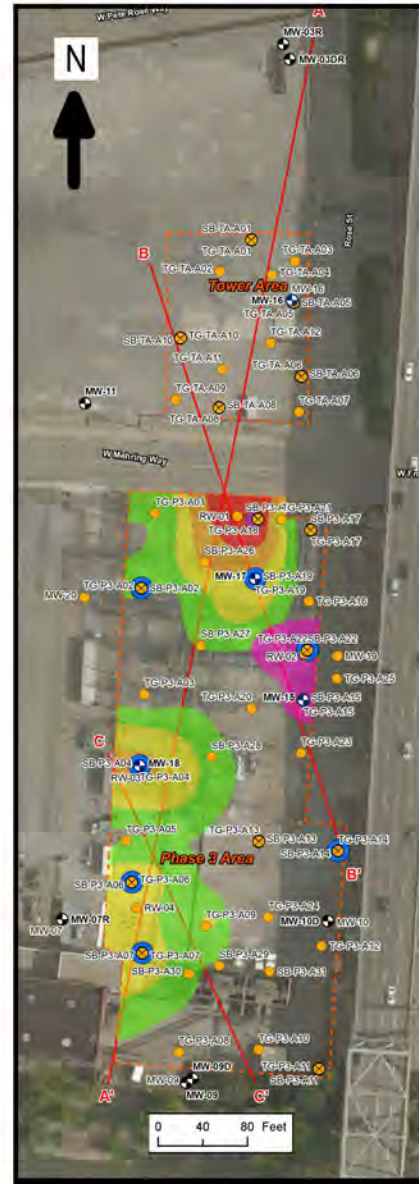 W Pete Rose Way
A
MW-03R
MW-03DR
N
Rose St
SB-TA-A01
TG-TA-A01
B
TG-TA-A03
TG-TA-A02
TG-TA-A04
Tower Area
MW-16
MW-16
SB-TA-A05
TG-TA-A05
SB-TA-A10
TG-TA-A10
TG-TA-A12
TG-TA-A11
TG-TA-A06
SB-TA-A06
TG-TA-A09
MW-11
SB-TA-A08
TG-TA-A07
TG-TA-A08
W Mehring Way
TG-P3-A01
RW-01
SB-P3-A
TG-P3-A21
SB-P3-A17
TG-P3-A18
TG-P3-A17
SB-P3-A26
MW-17
SB-P3-A19
TG-P3-A02
SB-P3-A02
TG-P3-A19
MW-20
TG-P3-A16
TG-P3-A22
SB-P3-A22
SB-P3-A27
RW-02
MW-19
TG-P3-A25
TG-P3-A03
MW-15
SB-P3-A15
TG-P3-A20
TG-P3-A15
C
SB-P3-A28
TG-P3-A23
SB-P3-A04
MW-18
RW-03
TG-P3-A04
TG-P3-A05
TG-P3-A13
SB-P3-A13
TG-P3-A14
SB-P3-A14
Phase 3 Area
B'
SB-P3-A06
TG-P3-A06
RW-04
TG-P3-A09
TG-P3-A24
MW-07R
MW-07
MW-10D
MW-10
SB-P3-A07
TG-P3-A07
TG-P3-A12
SB-P3-A30
SB-P3-A29
SB-P3-A31
TG-P3-A08
TG-P3-A10
TG-P3-A11
SB-P3-A11
MW-09D
MW-09
MW-09
A'
C'
0 40 80 Feet